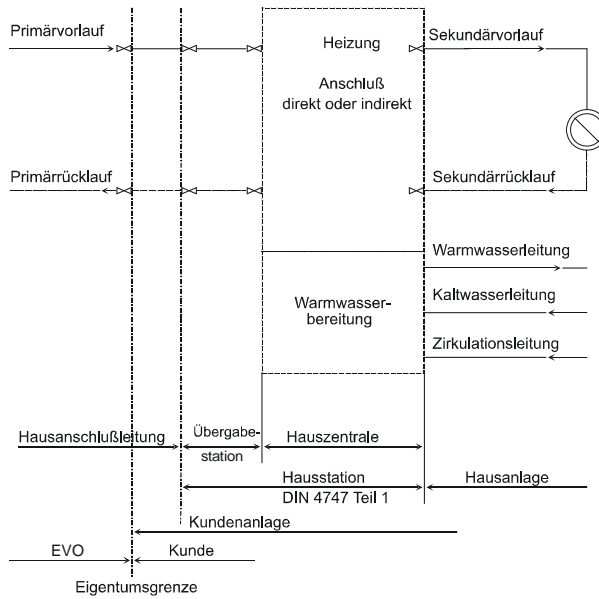 Primärvorlauf
Heizung
Sekundärvorlauf
Anschluß
direkt oder indirekt
Primärrücklauf
Sekundärrücklauf
Warmwasserleitung
Warmwasser-
bereitung
Kaltwasserleitung
Zirkulationsleitung
Hausanschlußleitung
Übergabe-
station
Hauszentrale
Hausstation
DIN 4747 Teil 1
Hausanlage
Kundenanlage
EVO
Kunde
Eigentumsgrenze